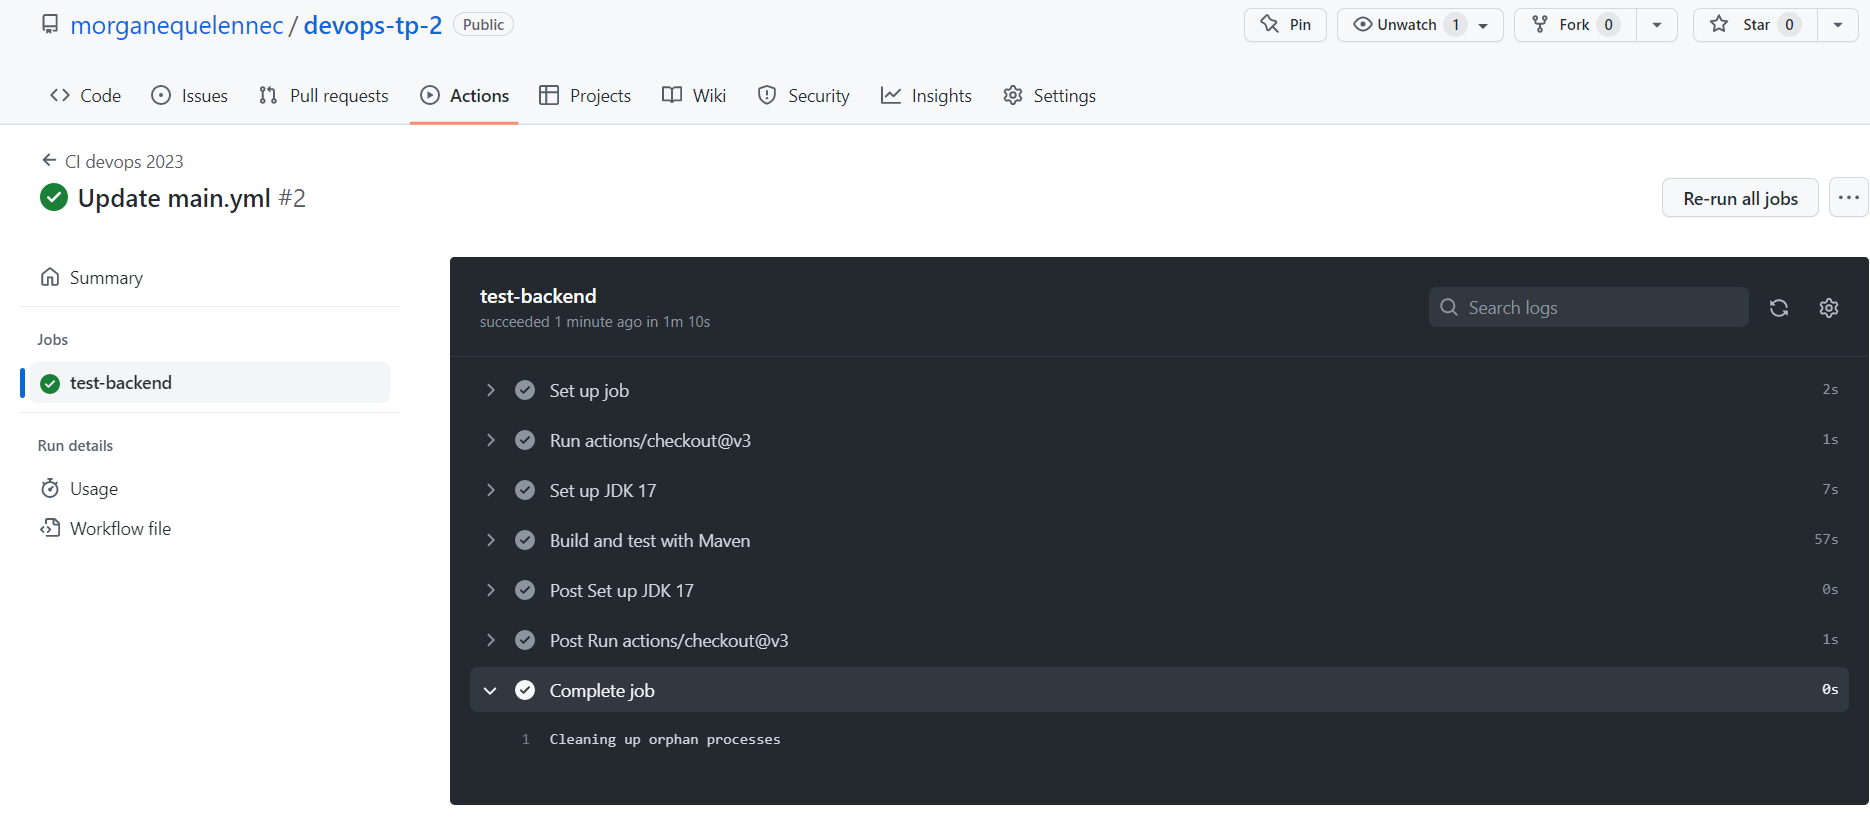 morganequelennec / devops-tp-2 Public Pin Unwatch 1 Fork 0 Star 0
Code Issues Pull requests Actions Projects Wiki Security Insights Settings
CI devops 2023
Update main.yml #2
Re-run all jobs
Summary
Jobs
test-backend
Run details
Usage
Workflow file
test-backend
succeeded 1 minute ago in 1m 10s
Search logs
Set up job 2s
Run actions/checkout@v3 1s
Set up JDK 17 7s
Build and test with Maven 57s
Post Set up JDK 17 0s
Post Run actions/checkout@v3 1s
Complete job 0s
1 Cleaning up orphan processes